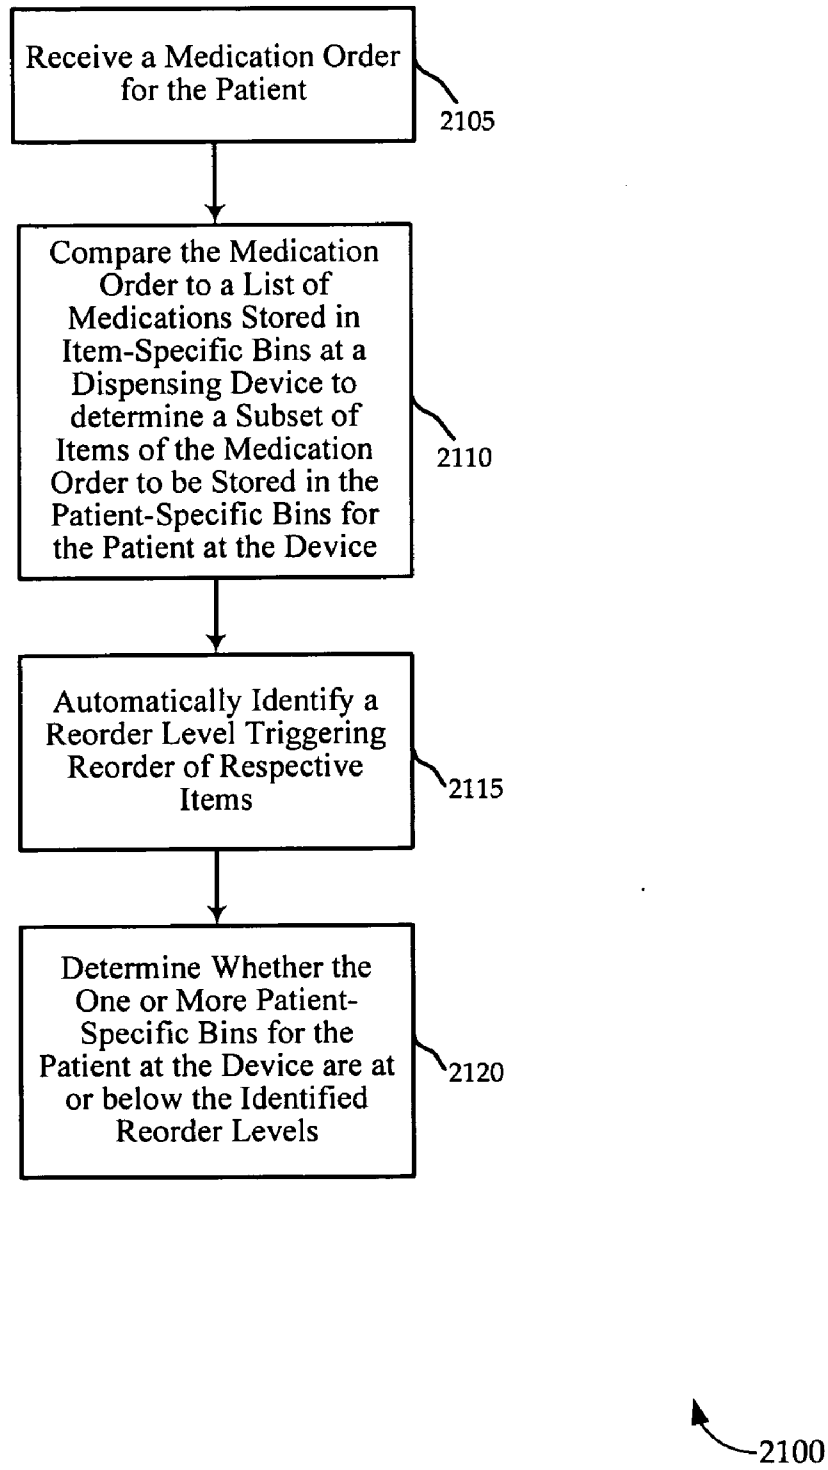 Receive a Medication Order
for the Patient
2105
Compare the Medication
Order to a List of
Medications Stored in
Item-Specific Bins at a
Dispensing Device to
determine a Subset of
Items of the Medication
Order to be Stored in the
Patient-Specific Bins for
the Patient at the Device
2110
Automatically Identify a
Reorder Level Triggering
Reorder of Respective
Items
2115
Determine Whether the
One or More Patient-
Specific Bins for the
Patient at the Device are at
or below the Identified
Reorder Levels
2120
2100